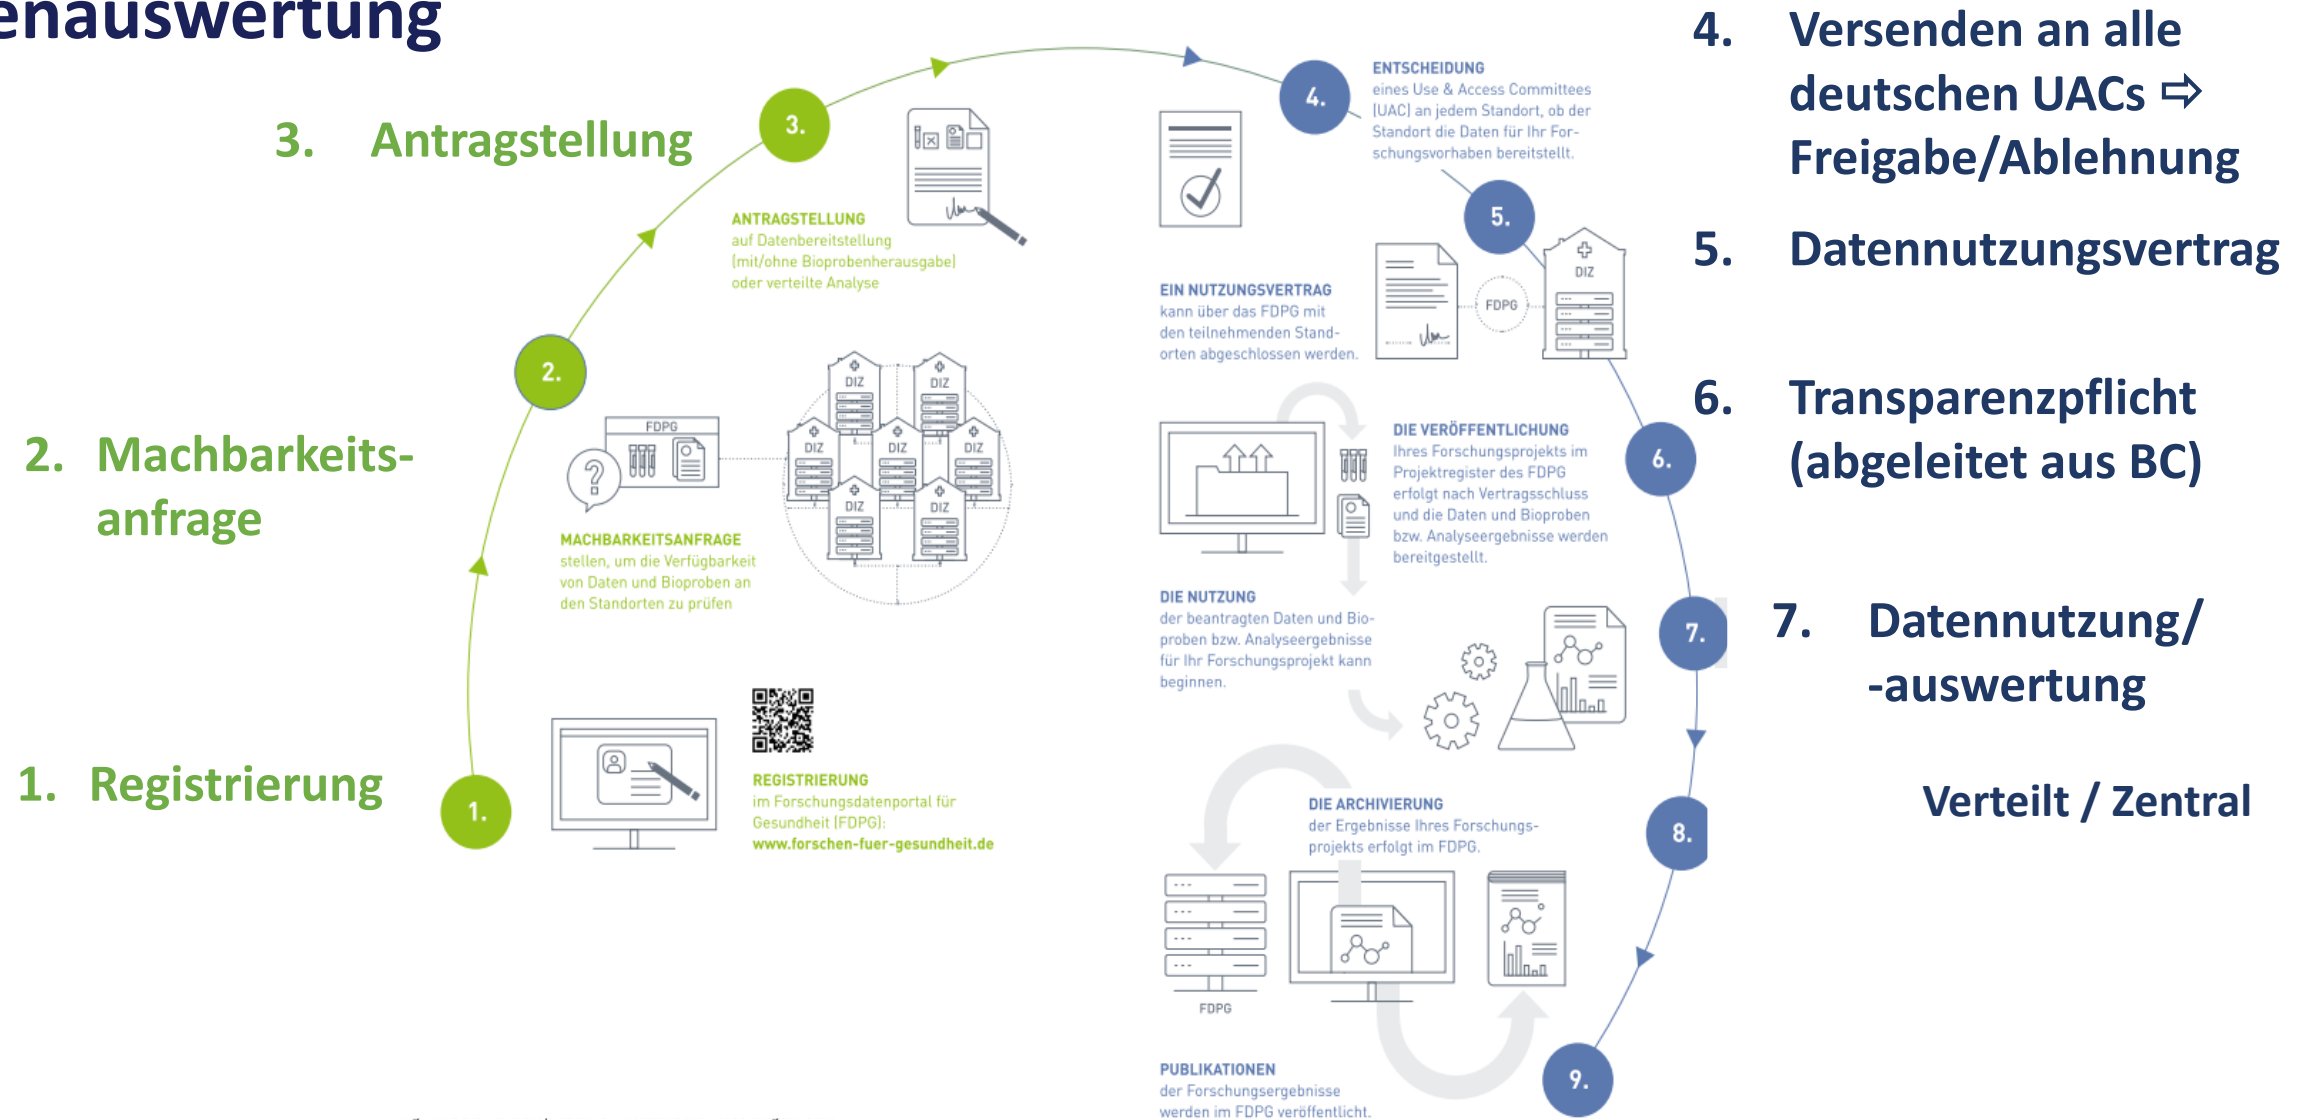 enauswertung
3. Antragstellung
3.
ANTRAGSTELLUNG
auf Datenbereitstellung
(mit/ohne Bioprobenherausgabe)
oder verteilte Analyse
2. Machbarkeits-
anfrage
2.
FDPG
?
DIZ
DIZ
DIZ
DIZ
DIZ
DIZ
DIZ
MACHBARKEITSANFRAGE
stellen, um die Verfügbarkeit
von Daten und Bioproben an
den Standorten zu prüfen
1. Registrierung
1.
REGISTRIERUNG
im Forschungsdatenportal für
Gesundheit (FDPG):
www.forschen-fuer-gesundheit.de
4.
ENTSCHEIDUNG
eines Use & Access Committees
(UAC) an jedem Standort, ob der
Standort die Daten für Ihr For-
schungsvorhaben bereitstellt.
5.
EIN NUTZUNGSVERTRAG
kann über das FDPG mit
den teilnehmenden Stand-
orten abgeschlossen werden.
FDPG
DIZ
6.
DIE VERÖFFENTLICHUNG
Ihres Forschungsprojekts im
Projektregister des FDPG
erfolgt nach Vertragsschluss
und die Daten und Bioproben
bzw. Analyseergebnisse werden
bereitgestellt.
7.
DIE NUTZUNG
der beantragten Daten und Bio-
proben bzw. Analyseergebnisse
für Ihr Forschungsprojekt kann
beginnen.
8.
DIE ARCHIVIERUNG
der Ergebnisse Ihres Forschungs-
projekts erfolgt im FDPG.
FDPG
9.
PUBLIKATIONEN
der Forschungsergebnisse
werden im FDPG veröffentlicht.
4. Versenden an alle
deutschen UACs ⇨
Freigabe/Ablehnung
5. Datennutzungsvertrag
6. Transparenzpflicht
(abgeleitet aus BC)
7. Datennutzung/
-auswertung
Verteilt / Zentral